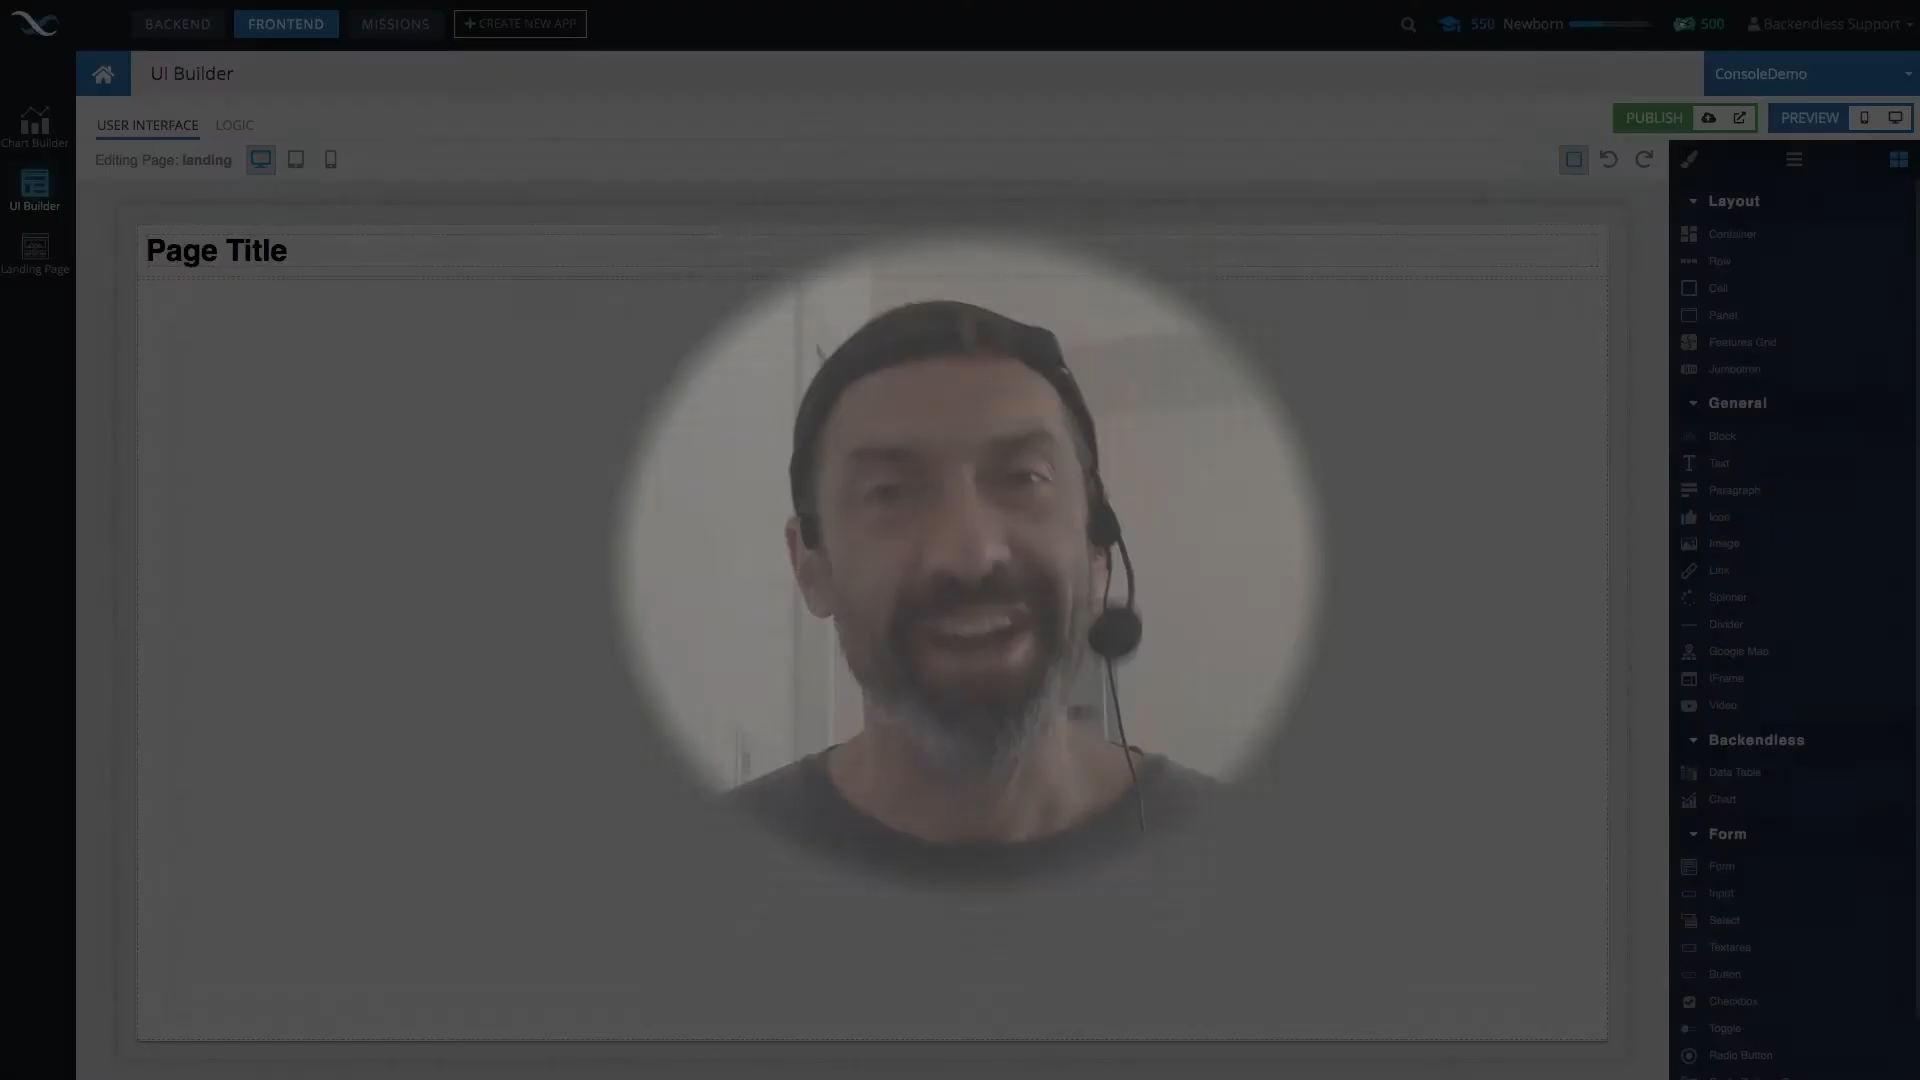 BACKEND
FRONTEND
MISSIONS
CREATE NEW APP
550
Newborn
500
Backendless Support
UI Builder
ConsoleDemo
USER INTERFACE
LOGIC
PUBLISH
PREVIEW
Editing Page: landing
Chart Builder
UI Builder
Landing Page
Page Title
Layout
Container
Row
Cell
Panel
Features Grid
Jumbotron
General
Block
Text
Paragraph
Icon
Image
Link
Spinner
Divider
Google Map
IFrame
Video
Backendless
Data Table
Chart
Form
Form
Input
Select
Textarea
Button
Checkbox
Toggle
Radio Button